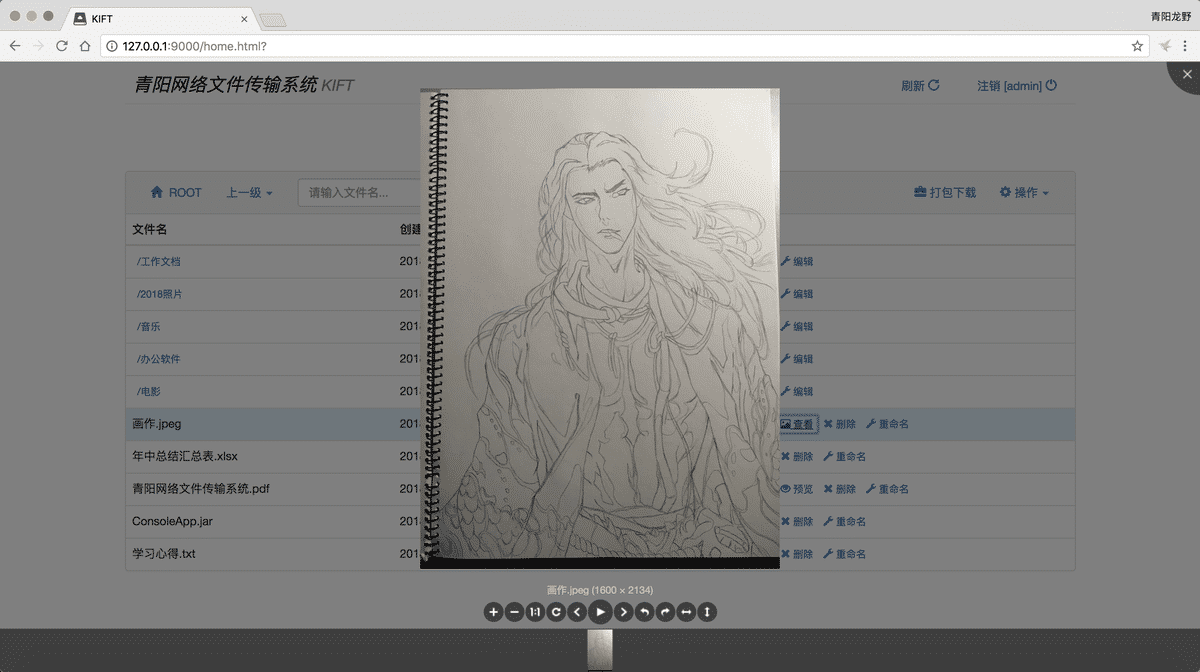 KIFT
青阳龙野
127.0.0.1:9000/home.html?
青阳网络文件传输系统 KIFT
刷新
注销 [admin]
ROOT 上一级 请输入文件名... 打包下载 操作
文件名 创建
/工作文档 201 编辑
/2018照片 201 编辑
/音乐 201 编辑
/办公软件 201 编辑
/电影 201 编辑
画作.jpeg 201 查看 删除 重命名
年中总结汇总表.xlsx 201 删除 重命名
青阳网络文件传输系统.pdf 201 预览 删除 重命名
ConsoleApp.jar 201 删除 重命名
学习心得.txt 201 删除 重命名
画作.jpeg (1600 × 2134)
1:1